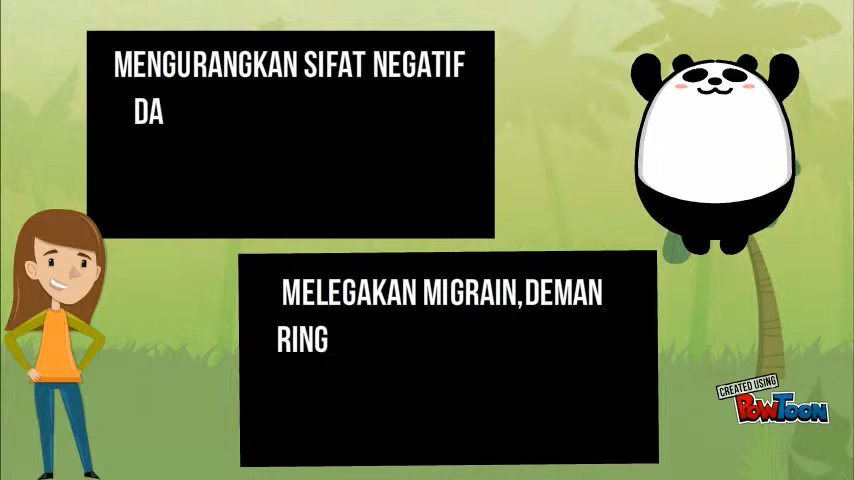 MENGURANGKAN SIFAT NEGATIF
DA
MELEGAKAN MIGRAIN,DEMAN
RING
CREATED USING
POWTOON